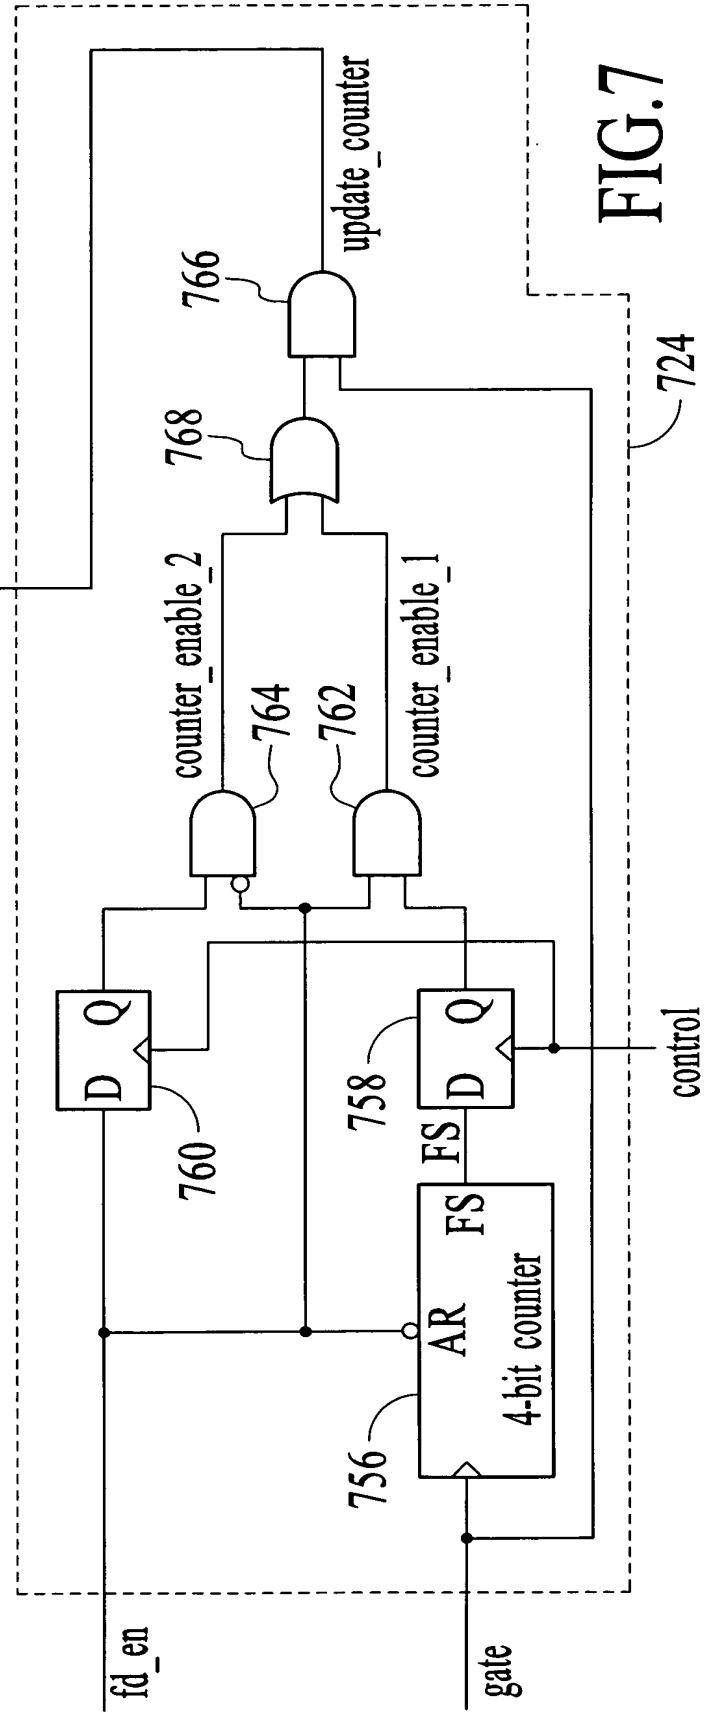 fd_en
gate
756
AR
FS
4-bit counter
FS
760
D Q
758
D Q
control
counter_enable_2
764
762
counter_enable_1
768
766
update_counter
724
FIG.7